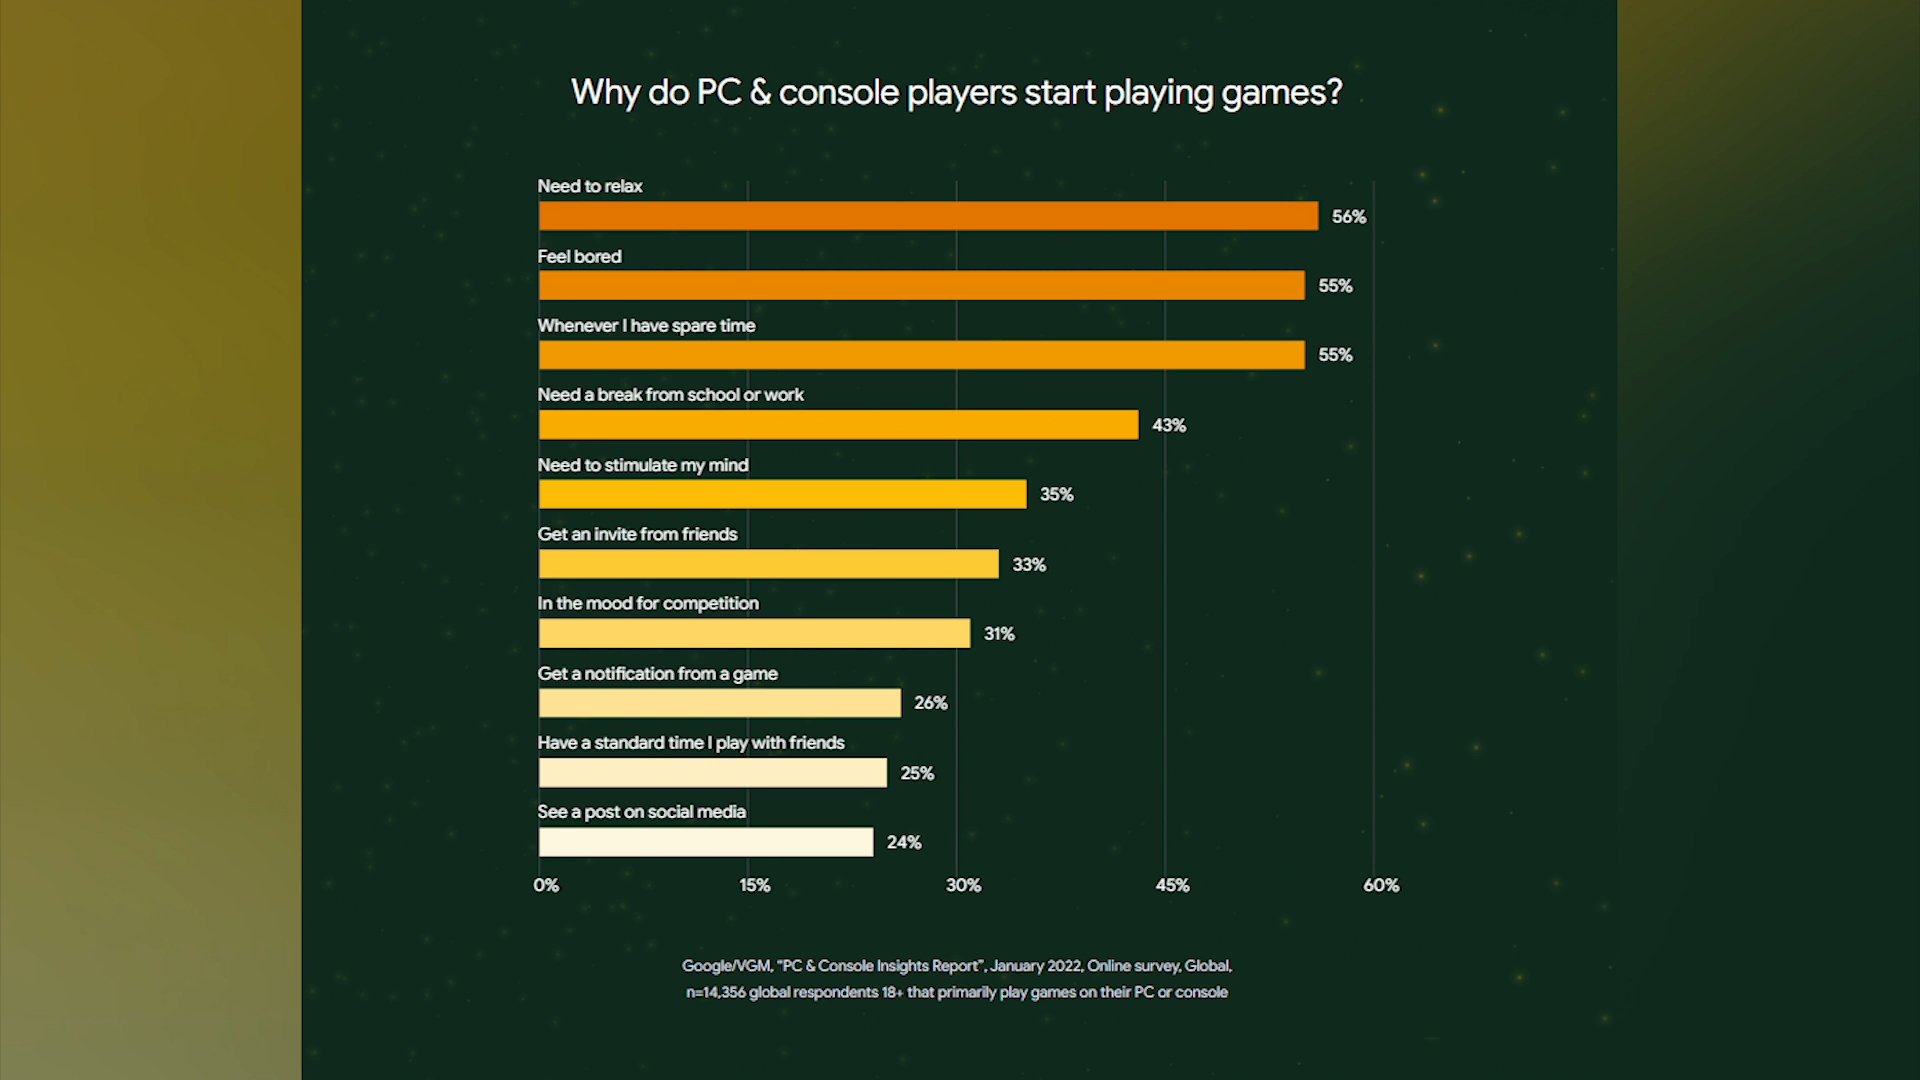 Why do PC & console players start playing games?
Need to relax
56%
Feel bored
55%
Whenever I have spare time
55%
Need a break from school or work
43%
Need to stimulate my mind
35%
Get an invite from friends
33%
In the mood for competition
31%
Get a notification from a game
26%
Have a standard time I play with friends
25%
See a post on social media
24%
0% 15% 30% 45% 60%
Google/VGM, “PC & Console Insights Report”, January 2022, Online survey, Global,
n=14,356 global respondents 18+ that primarily play games on their PC or console